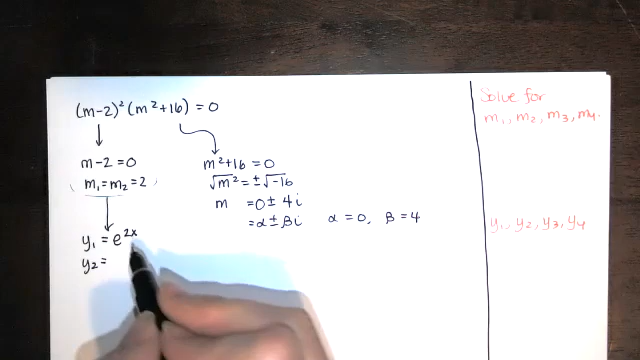 (m-2)² (m²+16) = 0
m-2=0
m₁=m₂=2
y₁ = e^2x
y₂ =
m²+16 = 0
√m² = ±√-16
m = 0 ± 4i
= α ± βi α = 0, β = 4
Solve for
m₁, m₂, m₃, m₄.
y₁, y₂, y₃, y₄